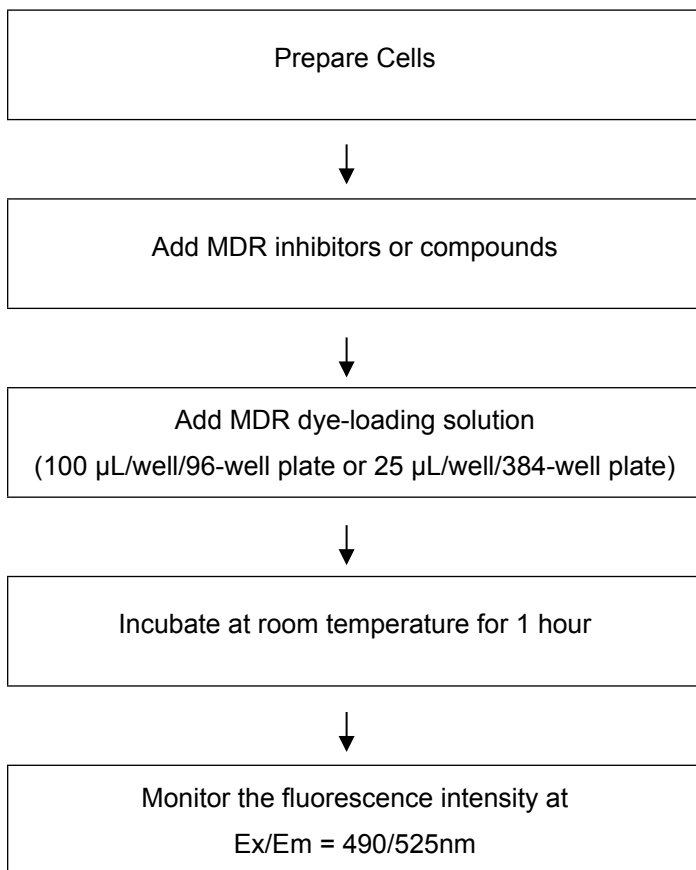 Prepare Cells
Add MDR inhibitors or compounds
Add MDR dye-loading solution
(100 µL/well/96-well plate or 25 µL/well/384-well plate)
Incubate at room temperature for 1 hour
Monitor the fluorescence intensity at
Ex/Em = 490/525nm